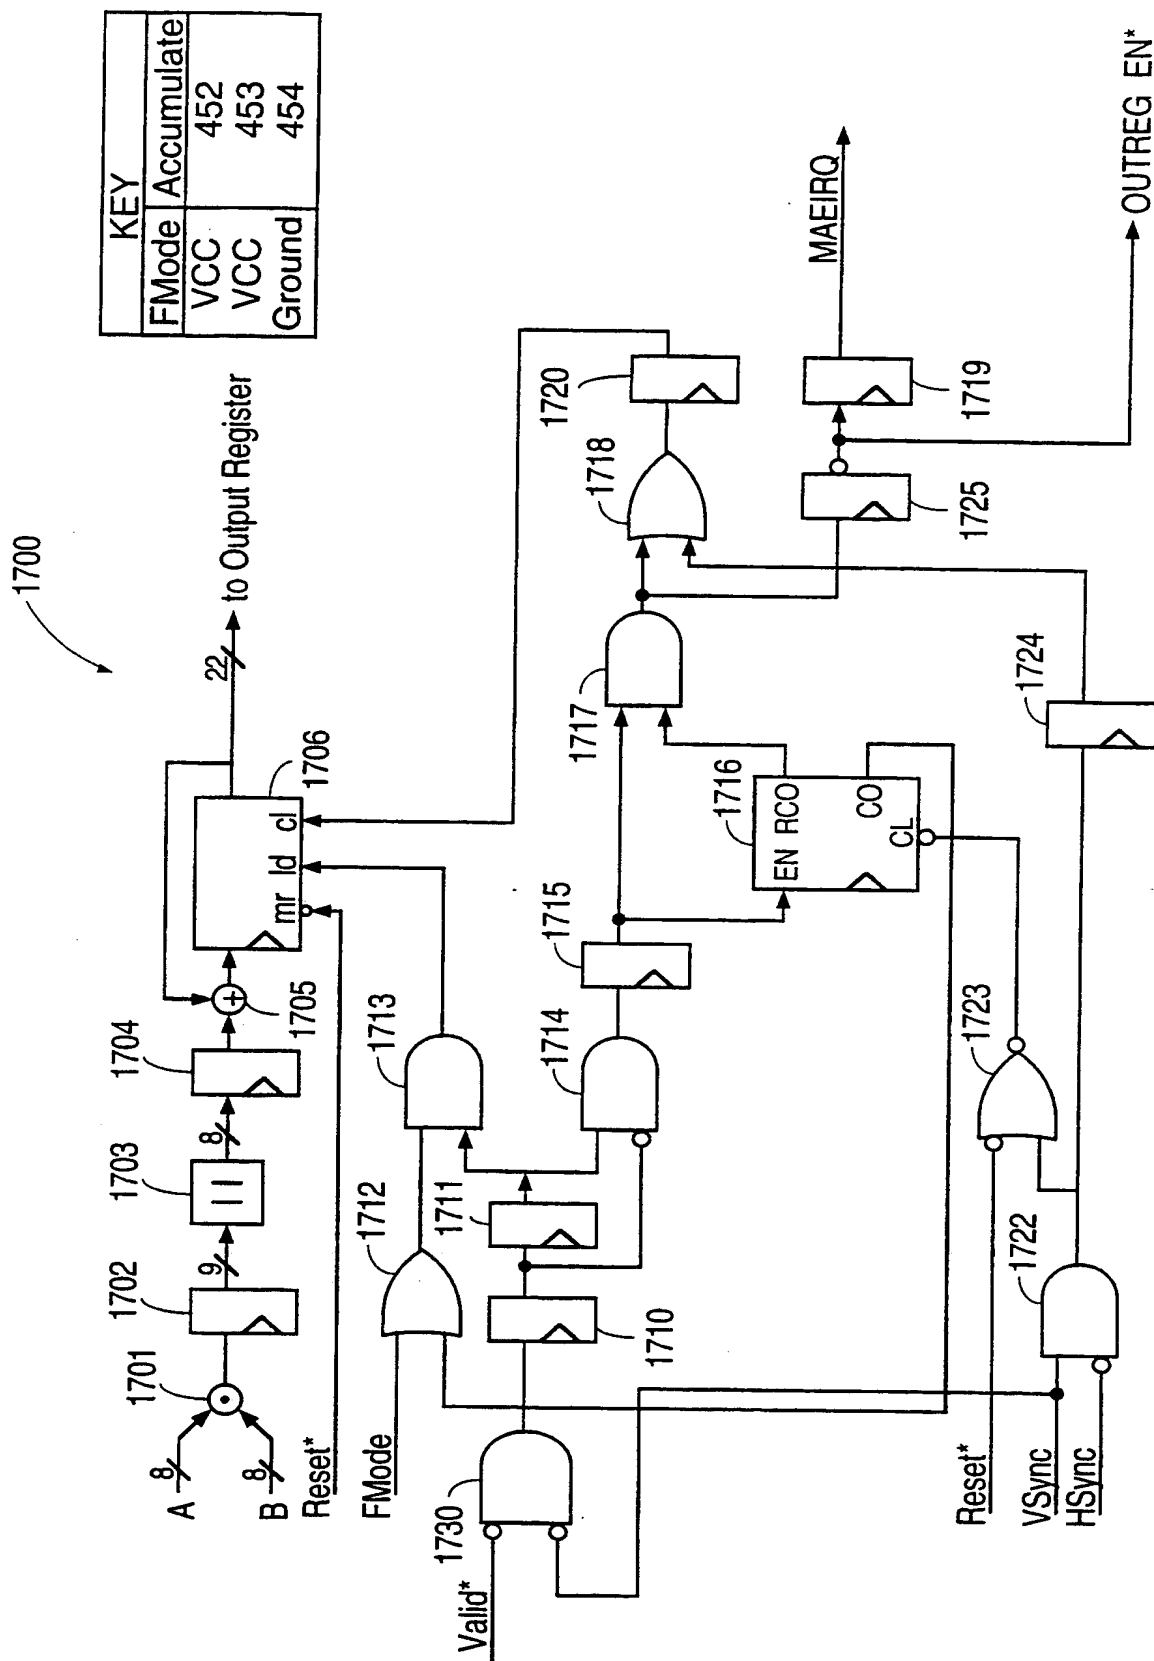 1700
KEY
FMode Accumulate
VCC 452
VCC 453
Ground 454
A 8
B 8
1701
1702
9
1703
| |
8
1704
+
1705
1706
mr ld cl
22
to Output Register
Reset*
FMode
1712
1713
Valid*
1730
1710
1711
1714
1715
1716
EN RCO
CO
CL
1717
1718
1720
MAEIRQ
1719
1725
OUTREG EN*
Reset*
VSync
HSync
1722
1723
1724